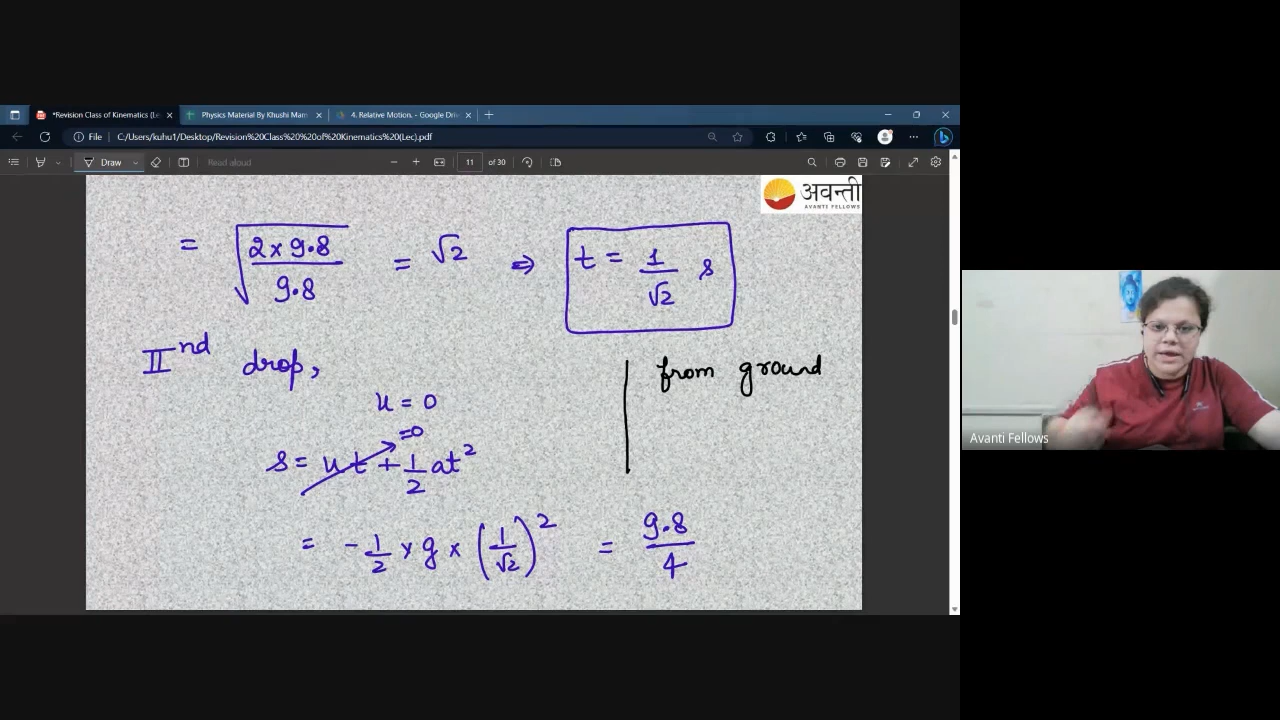 *Revision Class of Kinematics (Le
Physics Material By Khushi Mam
4. Relative Motion. - Google Dri
File
C:/Users/kuhu1/Desktop/Revision%20Class%20%20of%20Kinematics%20(Lec).pdf
Draw
Read aloud
11 of 30
अवन्ती
AVANTI FELLOWS
= √(2 × 9.8 / 9.8) = √2 ⇒ t = 1/√2 s
IInd drop,
from ground
u = 0
=0
s = ut + 1/2 at²
= -1/2 × g × (1/√2)² = 9.8/4
Avanti Fellows